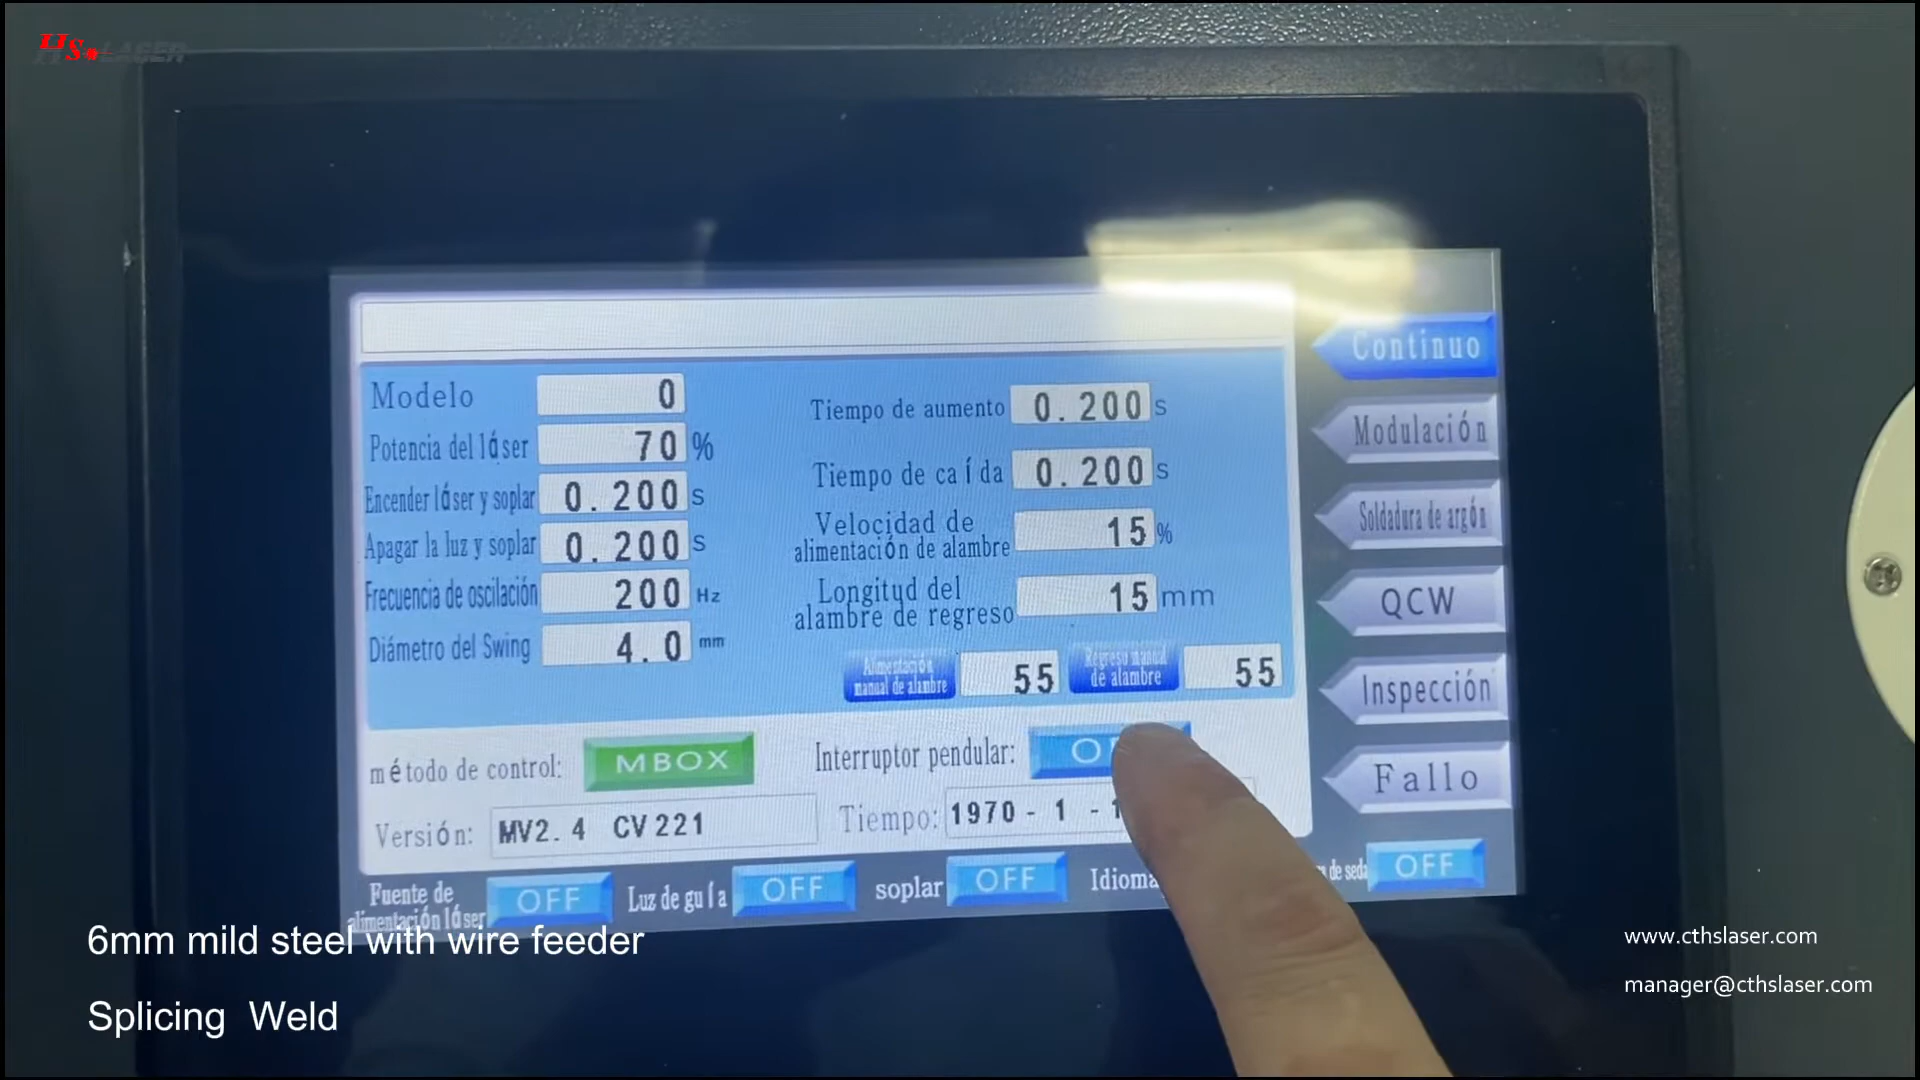 HS LASER
Continuo
Modelo 0
Tiempo de aumento 0.200 s
Modulación
Potencia del láser 70 %
Tiempo de caída 0.200 s
Encender láser y soplar 0.200 s
Soldadura de argón
Velocidad de
alimentación de alambre 15 %
Apagar la luz y soplar 0.200 s
Frecuencia de oscilación 200 Hz
Longitud del
alambre de regreso 15 mm
QCW
Diámetro del Swing 4.0 mm
Alimentación
manual de alambre 55
Regreso manual
de alambre 55
Inspección
método de control: MBOX
Interruptor pendular:
Fallo
Versión: MV2.4 CV221
Tiempo: 1970 - 1 -
Fuente de
alimentación láser OFF
Luz de guía OFF
soplar OFF
Idioma
de seda OFF
6mm mild steel with wire feeder
Splicing Weld
www.cthslaser.com
manager@cthslaser.com